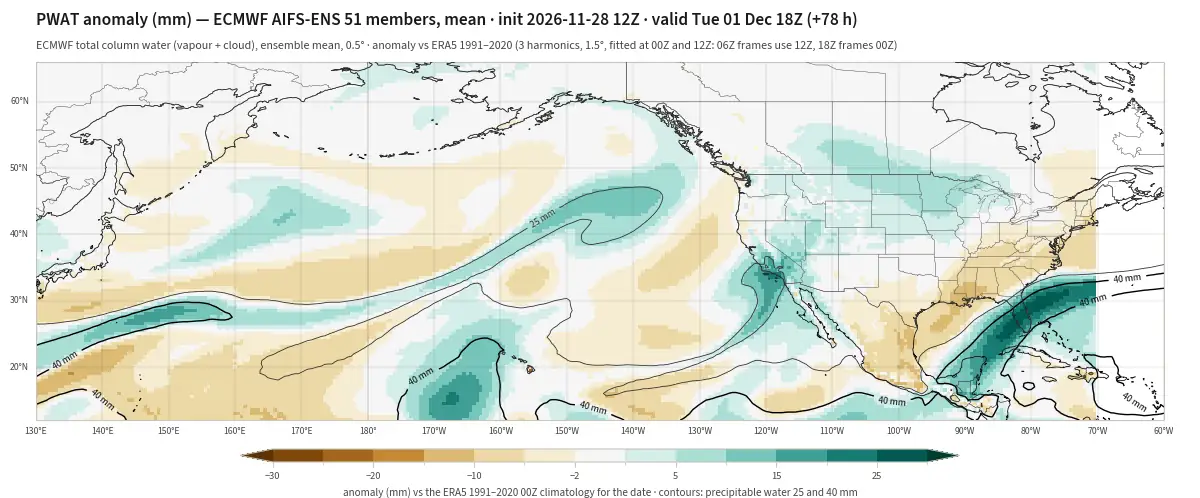 PWAT anomaly (mm) — ECMWF AIFS-ENS 51 members, mean · init 2026-11-28 12Z · valid Tue 01 Dec 18Z (+78 h)
ECMWF total column water (vapour + cloud), ensemble mean, 0.5° · anomaly vs ERA5 1991–2020 (3 harmonics, 1.5°, fitted at 00Z and 12Z: 06Z frames use 12Z, 18Z frames 00Z)
60°N
50°N
25 mm
40°N
40 mm
30°N
40 mm
40 mm
40 mm
20°N
40 mm
40 mm
40 mm
40 mm
130°E 140°E 150°E 160°E 170°E 180° 170°W 160°W 150°W 140°W 130°W 120°W 110°W 100°W 90°W 80°W 70°W 60°W
−30 −20 −10 −2 5 15 25
anomaly (mm) vs the ERA5 1991–2020 00Z climatology for the date · contours: precipitable water 25 and 40 mm